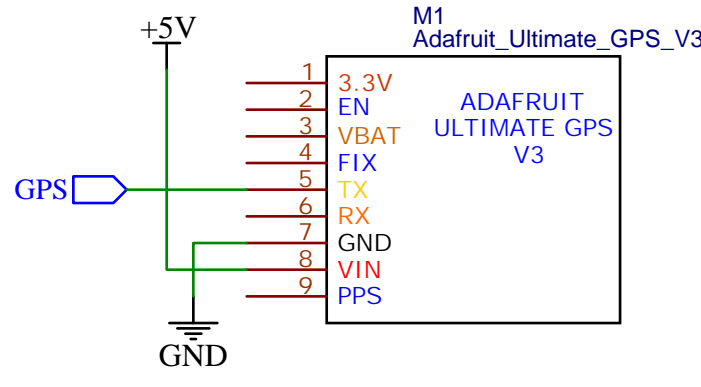 M1
Adafruit_Ultimate_GPS_V3
+5V
1 3.3V
2 EN
3 VBAT
4 FIX
5 TX
6 RX
7 GND
8 VIN
9 PPS
ADAFRUIT
ULTIMATE GPS
V3
GPS
GND